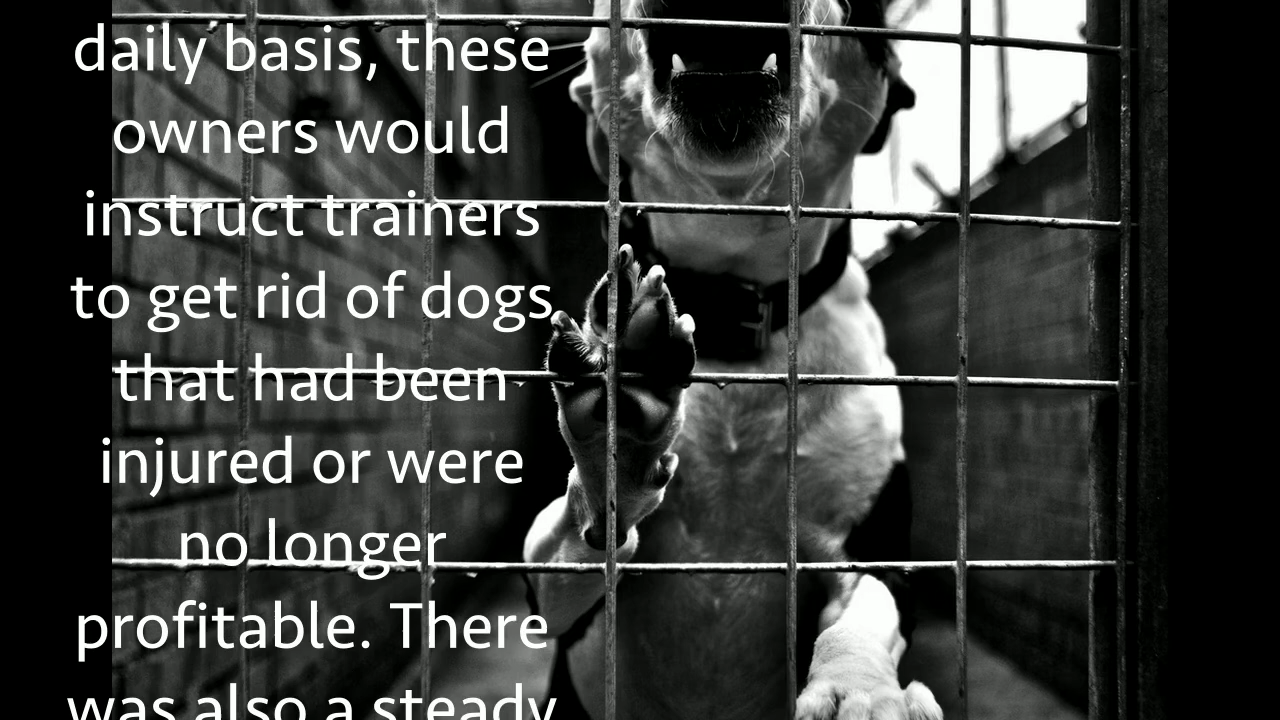 daily basis, these
owners would
instruct trainers
to get rid of dogs
that had been
injured or were
no longer
profitable. There
was also a steady